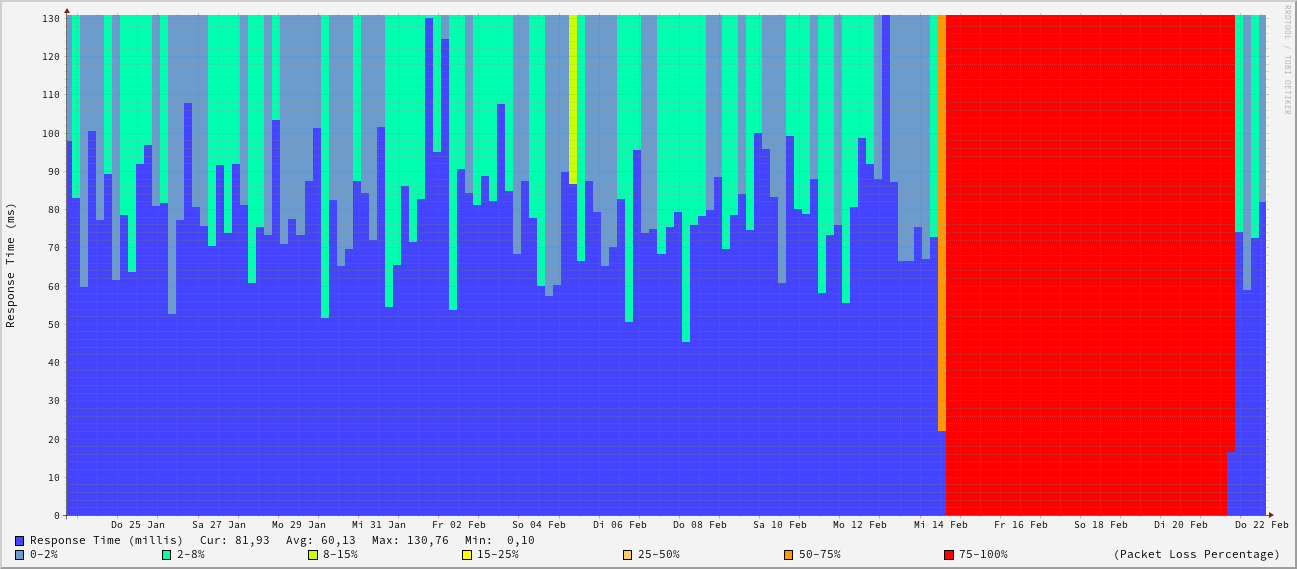 130
120
110
100
90
80
70
60
50
40
30
20
10
0
Response Time (ms)
RRDTOOL / TOBI OETIKER
Do 25 Jan Sa 27 Jan Mo 29 Jan Mi 31 Jan Fr 02 Feb So 04 Feb Di 06 Feb Do 08 Feb Sa 10 Feb Mo 12 Feb Mi 14 Feb Fr 16 Feb So 18 Feb Di 20 Feb Do 22 Feb
Response Time (millis) Cur: 81,93 Avg: 60,13 Max: 130,76 Min: 0,10
0-2% 2-8% 8-15% 15-25% 25-50% 50-75% 75-100% (Packet Loss Percentage)